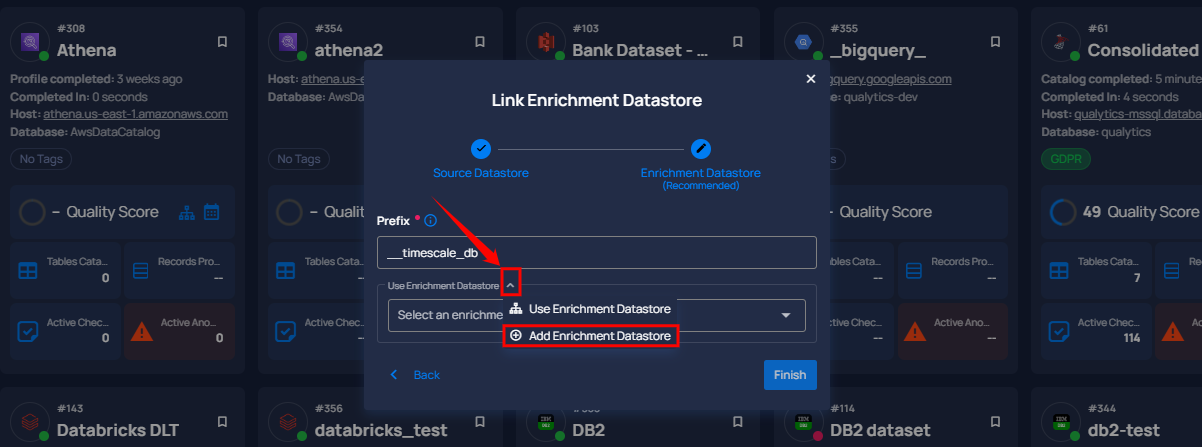 #308
Athena
Profile completed: 3 weeks ago
Completed In: 0 seconds
Host: athena.us-east-1.amazonaws.com
Database: AwsDataCatalog
No Tags
– Quality Score
Tables Cata...
0
Records Pro...
--
Active Chec...
0
Active Ano...
0
#354
athena2
Host: athena.us-e
Database: AwsDa
No Tags
– Qualit
Tables Cata...
Active Chec...
#103
Bank Dataset - ...
#355
_bigquery_
gquery.googleapis.com
e: qualytics-dev
s
– Quality Score
--
Records Pro...
--
--
Active Ano...
--
#61
Consolidated
Catalog completed: 5 minute
Completed In: 4 seconds
Host: qualytics-mssql.databa
Database: qualytics
GDPR
49 Quality Score
Tables Cata...
7
Rec
Active Chec...
114
Act
Link Enrichment Datastore
Source Datastore
Enrichment Datastore
(Recommended)
Prefix *
__timescale_db
Use Enrichment Datastore
Select an enrichme
Use Enrichment Datastore
Add Enrichment Datastore
Back
Finish
#143
Databricks DLT
#356
databricks_test
DB2
#114
DB2 dataset
#344
db2-test